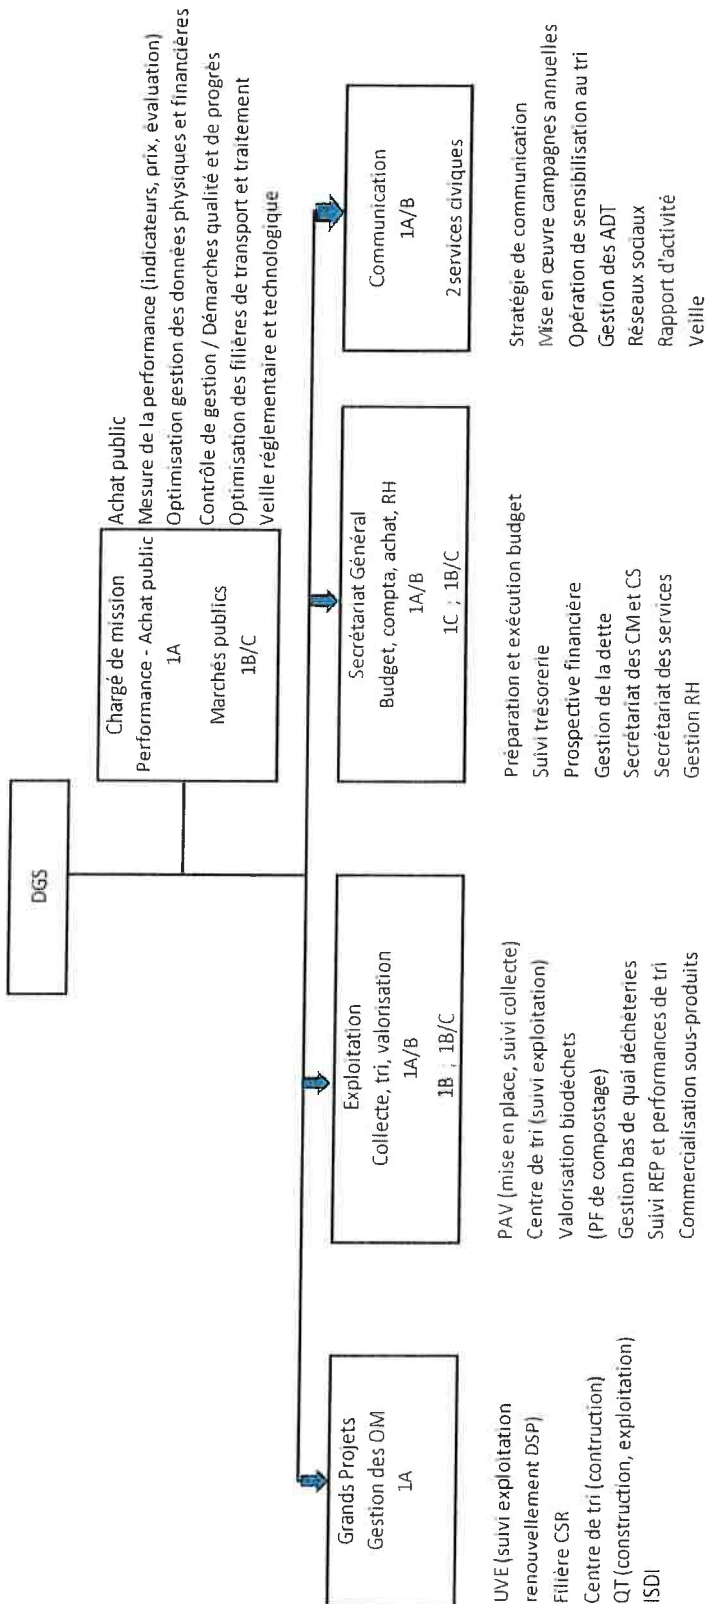 DGS
Chargé de mission
Performance - Achat public
1A
Marchés publics
1B/C
Achat public
Mesure de la performance (indicateurs, prix, évaluation)
Optimisation gestion des données physiques et financières
Contrôle de gestion / Démarches qualité et de progrès
Optimisation des filières de transport et traitement
Veille réglementaire et technologique
Grands Projets
Gestion des OM
1A
UVE (suivi exploitation
renouvellement DSP)
Filière CSR
Centre de tri (contruction)
QT (construction, exploitation)
ISDI
Exploitation
Collecte, tri, valorisation
1A/B
1B ; 1B/C
PAV (mise en place, suivi collecte)
Centre de tri (suivi exploitation)
Valorisation biodéchets
(PF de compostage)
Gestion bas de quai déchèteries
Suivi REP et performances de tri
Commercialisation sous-produits
Secrétariat Général
Budget, compta, achat, RH
1A/B
1C ; 1B/C
Préparation et exécution budget
Suivi trésorerie
Prospective financière
Gestion de la dette
Secrétariat des CM et CS
Secrétariat des services
Gestion RH
Communication
1A/B
2 services civiques
Stratégie de communication
Mise en œuvre campagnes annuelles
Opération de sensibilisation au tri
Gestion des ADT
Réseaux sociaux
Rapport d'activité
Veille